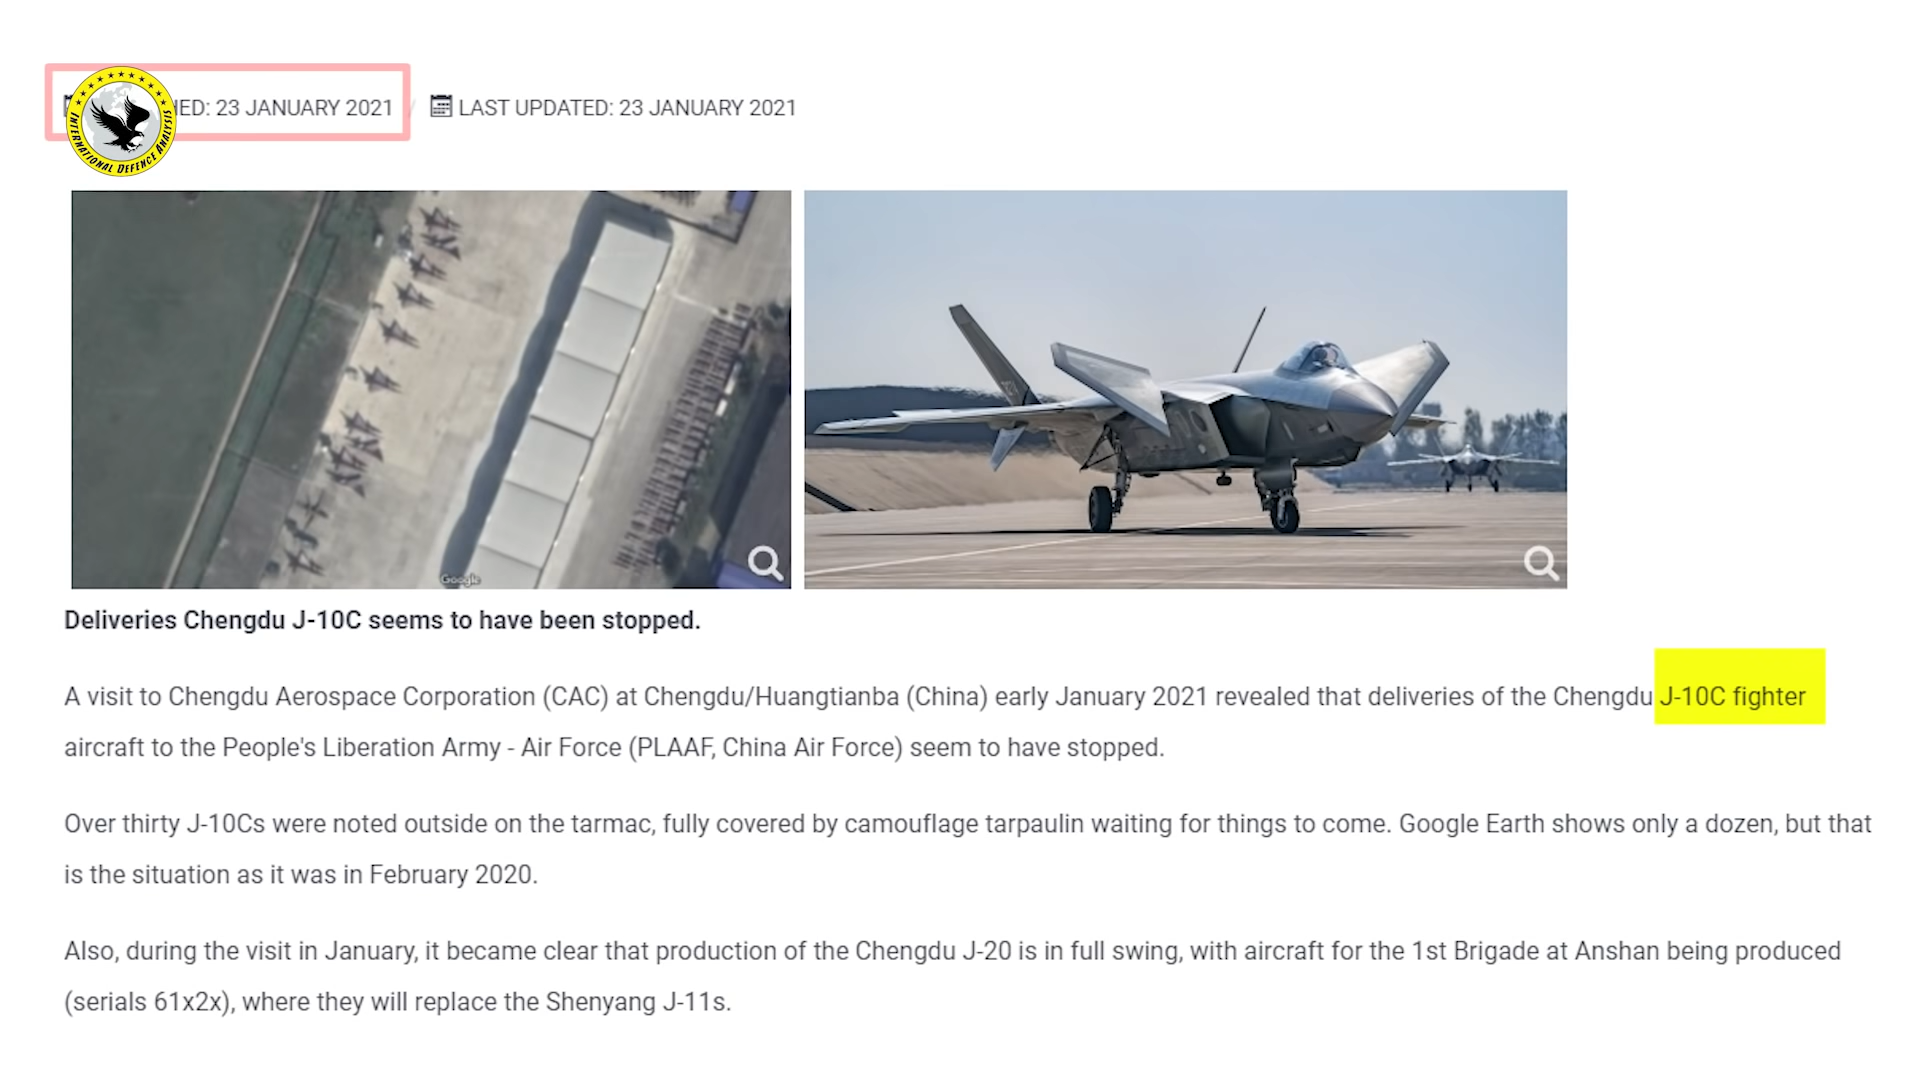 HED: 23 JANUARY 2021 / LAST UPDATED: 23 JANUARY 2021
INTERNATIONAL DEFENCE ANALYSIS
Google
Deliveries Chengdu J-10C seems to have been stopped.
A visit to Chengdu Aerospace Corporation (CAC) at Chengdu/Huangtianba (China) early January 2021 revealed that deliveries of the Chengdu J-10C fighter
aircraft to the People's Liberation Army - Air Force (PLAAF, China Air Force) seem to have stopped.
Over thirty J-10Cs were noted outside on the tarmac, fully covered by camouflage tarpaulin waiting for things to come. Google Earth shows only a dozen, but that
is the situation as it was in February 2020.
Also, during the visit in January, it became clear that production of the Chengdu J-20 is in full swing, with aircraft for the 1st Brigade at Anshan being produced
(serials 61x2x), where they will replace the Shenyang J-11s.